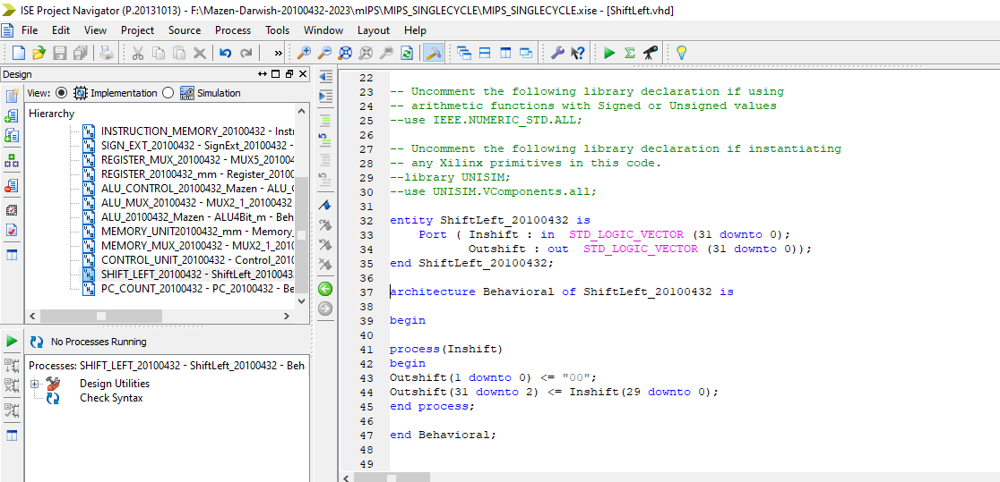 ISE Project Navigator (P.20131013) - F:\Mazen-Darwish-20100432-2023\mIPS\MIPS_SINGLECYCLE\MIPS_SINGLECYCLE.xise - [ShiftLeft.vhd]
File Edit View Project Source Process Tools Window Layout Help
Design
View: Implementation Simulation
Hierarchy
INSTRUCTION_MEMORY_20100432 - Instr
SIGN_EXT_20100432 - SignExt_20100432 -
REGISTER_MUX_20100432 - MUX5_201004
REGISTER_20100432_mm - Register_20100
ALU_CONTROL_20100432_Mazen - ALU_C
ALU_MUX_20100432 - MUX2_1_20100432
ALU_20100432_Mazen - ALU4Bit_m - Beh
MEMORY_UNIT20100432_mm - Memory_
MEMORY_MUX_20100432 - MUX2_1_2010
CONTROL_UNIT_20100432 - Control_2010
SHIFT_LEFT_20100432 - ShiftLeft_2010043
PC_COUNT_20100432 - PC_20100432 - Be
No Processes Running
Processes: SHIFT_LEFT_20100432 - ShiftLeft_20100432 - Beh
Design Utilities
Check Syntax
22
23 -- Uncomment the following library declaration if using
24 -- arithmetic functions with Signed or Unsigned values
25 --use IEEE.NUMERIC_STD.ALL;
26
27 -- Uncomment the following library declaration if instantiating
28 -- any Xilinx primitives in this code.
29 --library UNISIM;
30 --use UNISIM.VComponents.all;
31
32 entity ShiftLeft_20100432 is
33 Port ( Inshift : in STD_LOGIC_VECTOR (31 downto 0);
34 Outshift : out STD_LOGIC_VECTOR (31 downto 0));
35 end ShiftLeft_20100432;
36
37 architecture Behavioral of ShiftLeft_20100432 is
38
39 begin
40
41 process(Inshift)
42 begin
43 Outshift(1 downto 0) <= "00";
44 Outshift(31 downto 2) <= Inshift(29 downto 0);
45 end process;
46
47 end Behavioral;
48
49